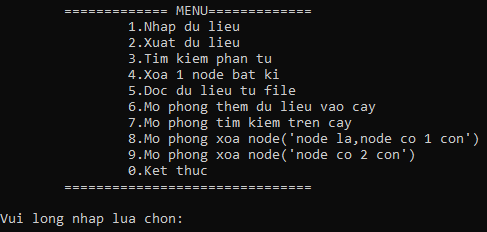 ============= MENU=============
1.Nhap du lieu
2.Xuat du lieu
3.Tim kiem phan tu
4.Xoa 1 node bat ki
5.Doc du lieu tu file
6.Mo phong them du lieu vao cay
7.Mo phong tim kiem tren cay
8.Mo phong xoa node('node la,node co 1 con')
9.Mo phong xoa node('node co 2 con')
0.Ket thuc
===============================
Vui long nhap lua chon: